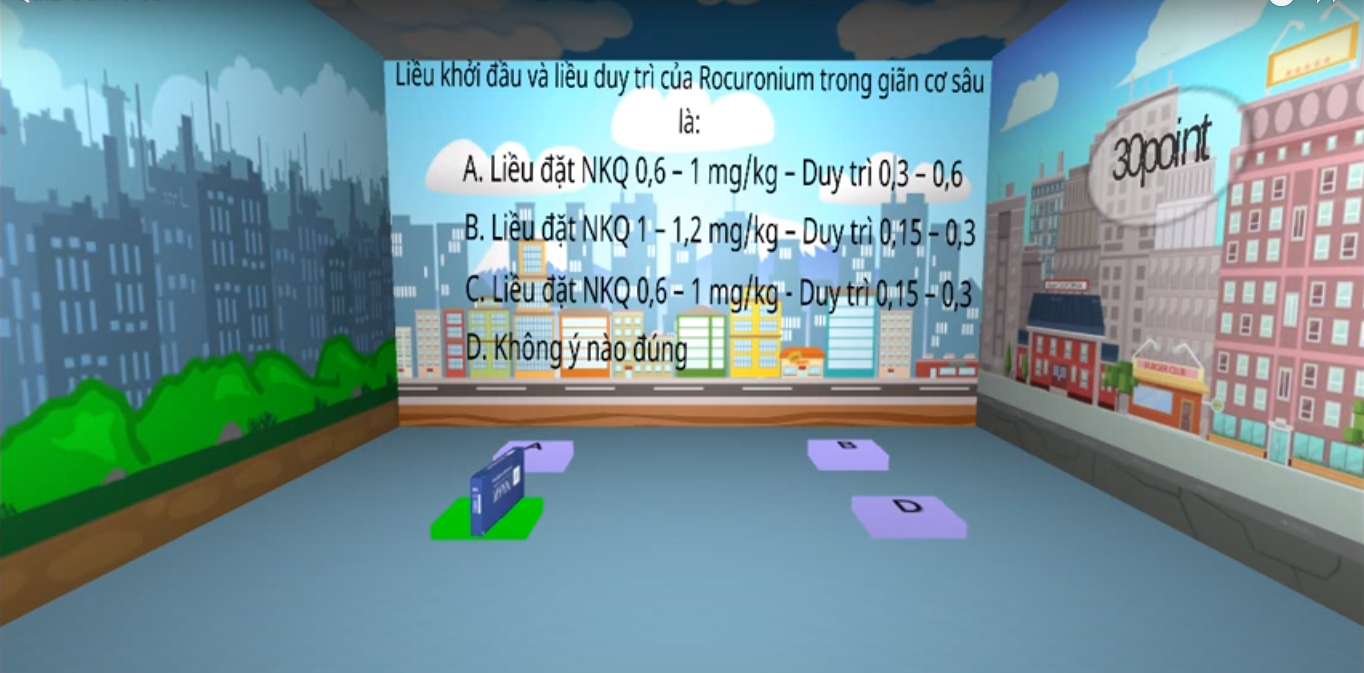 Liều khởi đầu và liều duy trì của Rocuronium trong giãn cơ sâu
là:
A. Liều đặt NKQ 0,6 – 1 mg/kg – Duy trì 0,3 – 0,6
B. Liều đặt NKQ 1 – 1,2 mg/kg – Duy trì 0,15 – 0,3
C. Liều đặt NKQ 0,6 – 1 mg/kg - Duy trì 0,15 – 0,3
D. Không ý nào đúng
30point
BURGER CLUB
A
B
D